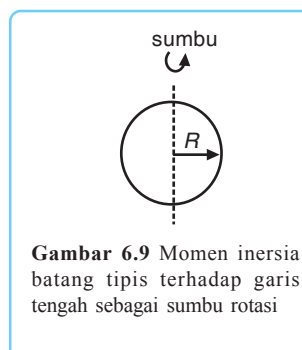 sumbu
R
Gambar 6.9 Momen inersia
batang tipis terhadap garis
tengah sebagai sumbu rotasi